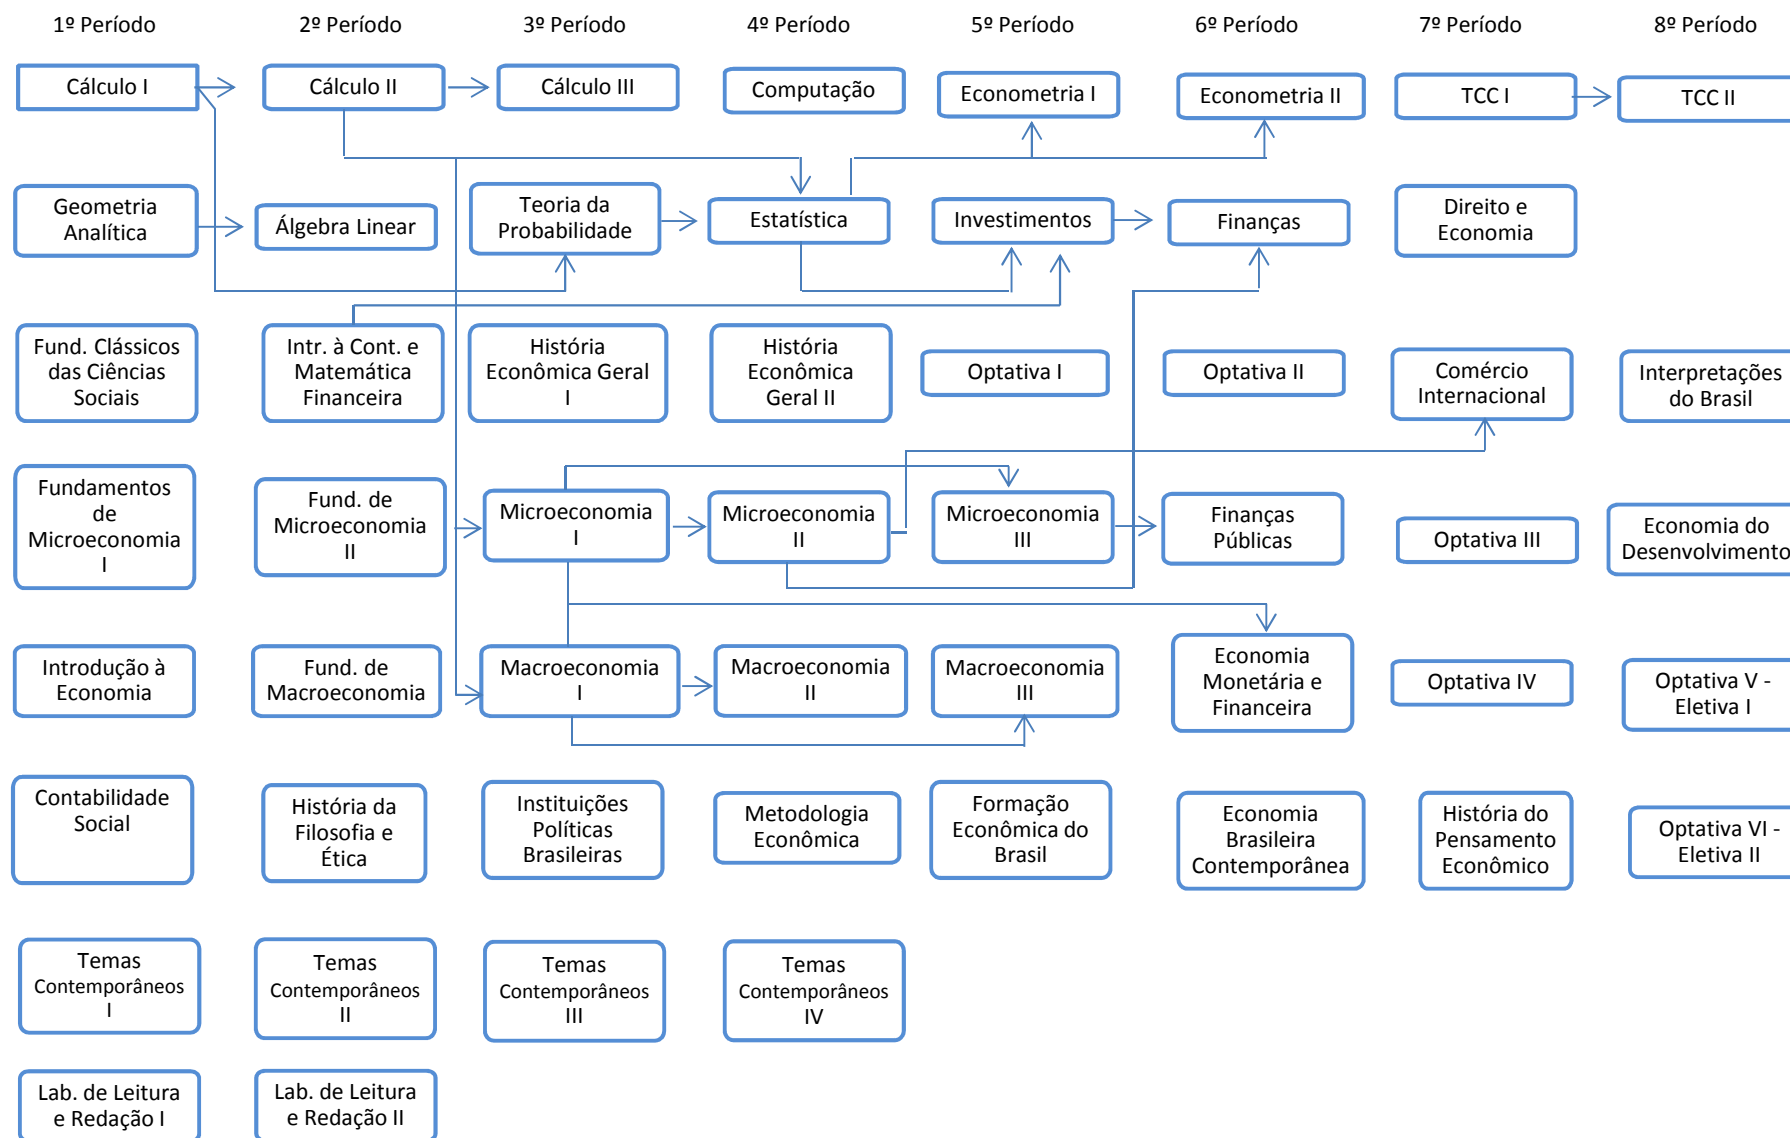 1º Período
2º Período
3º Período
4º Período
5º Período
6º Período
7º Período
8º Período
Cálculo I
Cálculo II
Cálculo III
Computação
Econometria I
Econometria II
TCC I
TCC II
Geometria
Analítica
Álgebra Linear
Teoria da
Probabilidade
Estatística
Investimentos
Finanças
Direito e
Economia
Fund. Clássicos
das Ciências
Sociais
Intr. à Cont. e
Matemática
Financeira
História
Econômica Geral
I
História
Econômica
Geral II
Optativa I
Optativa II
Comércio
Internacional
Interpretações
do Brasil
Fundamentos
de
Microeconomia
I
Fund. de
Microeconomia
II
Microeconomia
I
Microeconomia
II
Microeconomia
III
Finanças
Públicas
Optativa III
Economia do
Desenvolvimento
Introdução à
Economia
Fund. de
Macroeconomia
Macroeconomia
I
Macroeconomia
II
Macroeconomia
III
Economia
Monetária e
Financeira
Optativa IV
Optativa V -
Eletiva I
Contabilidade
Social
História da
Filosofia e
Ética
Instituições
Políticas
Brasileiras
Metodologia
Econômica
Formação
Econômica do
Brasil
Economia
Brasileira
Contemporânea
História do
Pensamento
Econômico
Optativa VI -
Eletiva II
Temas
Contemporâneos
I
Temas
Contemporâneos
II
Temas
Contemporâneos
III
Temas
Contemporâneos
IV
Lab. de Leitura
e Redação I
Lab. de Leitura
e Redação II